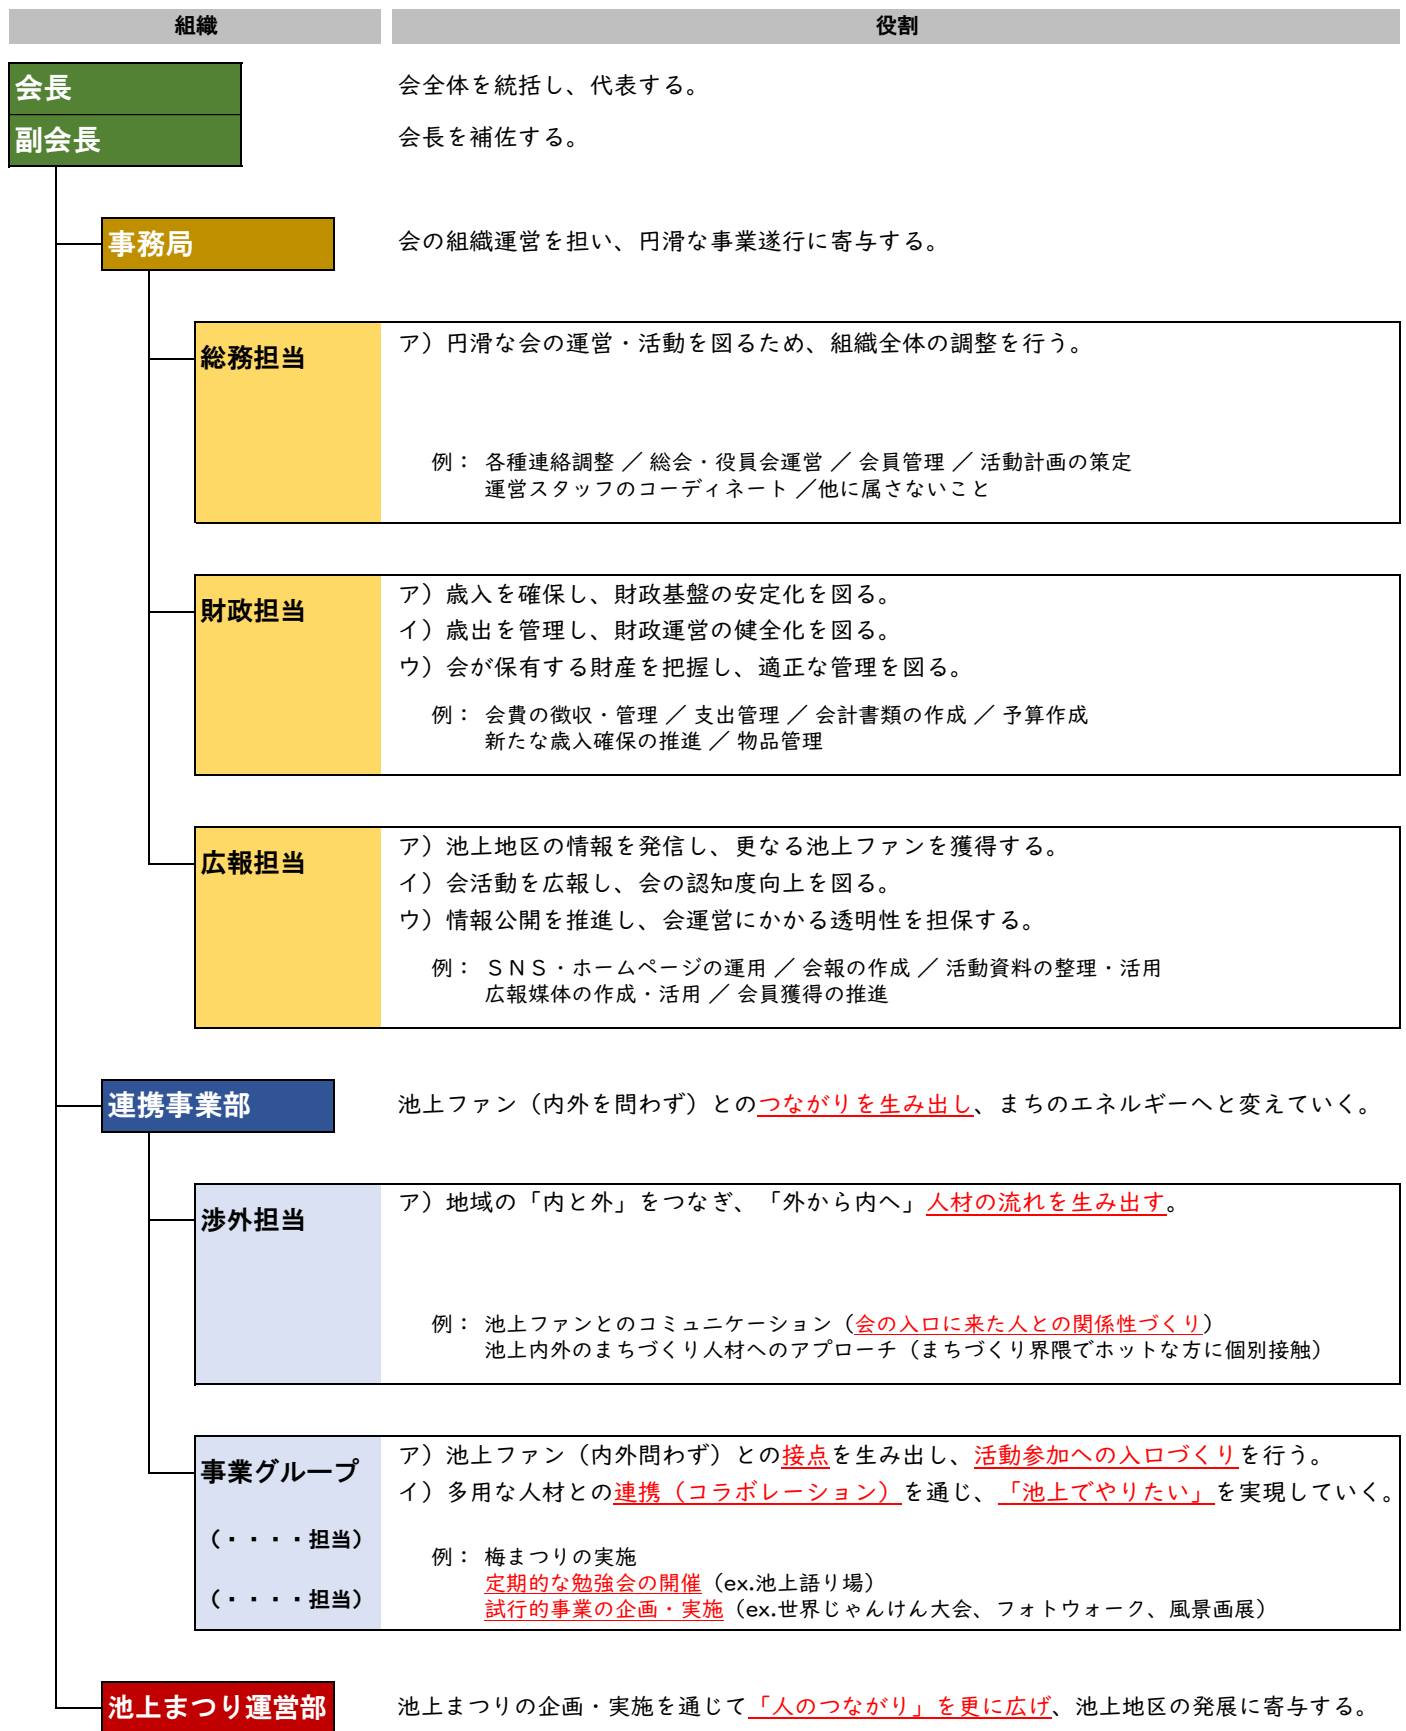 組織
役割
会長
会全体を統括し、代表する。
副会長
会長を補佐する。
事務局
会の組織運営を担い、円滑な事業遂行に寄与する。
総務担当
ア）円滑な会の運営・活動を図るため、組織全体の調整を行う。
例： 各種連絡調整 ／ 総会・役員会運営 ／ 会員管理 ／ 活動計画の策定
運営スタッフのコーディネート ／他に属さないこと
財政担当
ア）歳入を確保し、財政基盤の安定化を図る。
イ）歳出を管理し、財政運営の健全化を図る。
ウ）会が保有する財産を把握し、適正な管理を図る。
例： 会費の徴収・管理 ／ 支出管理 ／ 会計書類の作成 ／ 予算作成
新たな歳入確保の推進 ／ 物品管理
広報担当
ア）池上地区の情報を発信し、更なる池上ファンを獲得する。
イ）会活動を広報し、会の認知度向上を図る。
ウ）情報公開を推進し、会運営にかかる透明性を担保する。
例： ＳＮＳ・ホームページの運用 ／ 会報の作成 ／ 活動資料の整理・活用
広報媒体の作成・活用 ／ 会員獲得の推進
連携事業部
池上ファン（内外を問わず）とのつながりを生み出し、まちのエネルギーへと変えていく。
渉外担当
ア）地域の「内と外」をつなぎ、「外から内へ」人材の流れを生み出す。
例： 池上ファンとのコミュニケーション（会の入口に来た人との関係性づくり）
池上内外のまちづくり人材へのアプローチ（まちづくり界隈でホットな方に個別接触）
事業グループ
ア）池上ファン（内外問わず）との接点を生み出し、活動参加への入口づくりを行う。
イ）多用な人材との連携（コラボレーション）を通じ、「池上でやりたい」を実現していく。
（・・・・担当）
（・・・・担当）
例： 梅まつりの実施
定期的な勉強会の開催（ex.池上語り場）
試行的事業の企画・実施（ex.世界じゃんけん大会、フォトウォーク、風景画展）
池上まつり運営部
池上まつりの企画・実施を通じて「人のつながり」を更に広げ、池上地区の発展に寄与する。